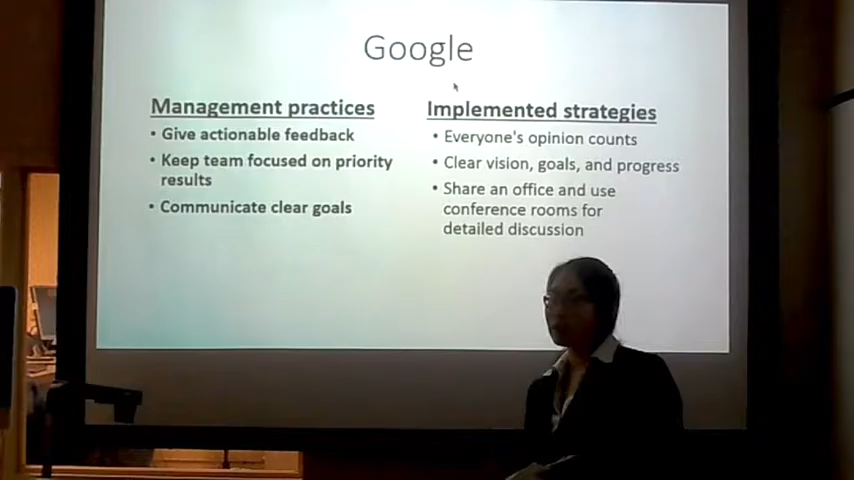 Google
Management practices
• Give actionable feedback
• Keep team focused on priority
results
• Communicate clear goals
Implemented strategies
• Everyone's opinion counts
• Clear vision, goals, and progress
• Share an office and use
conference rooms for
detailed discussion